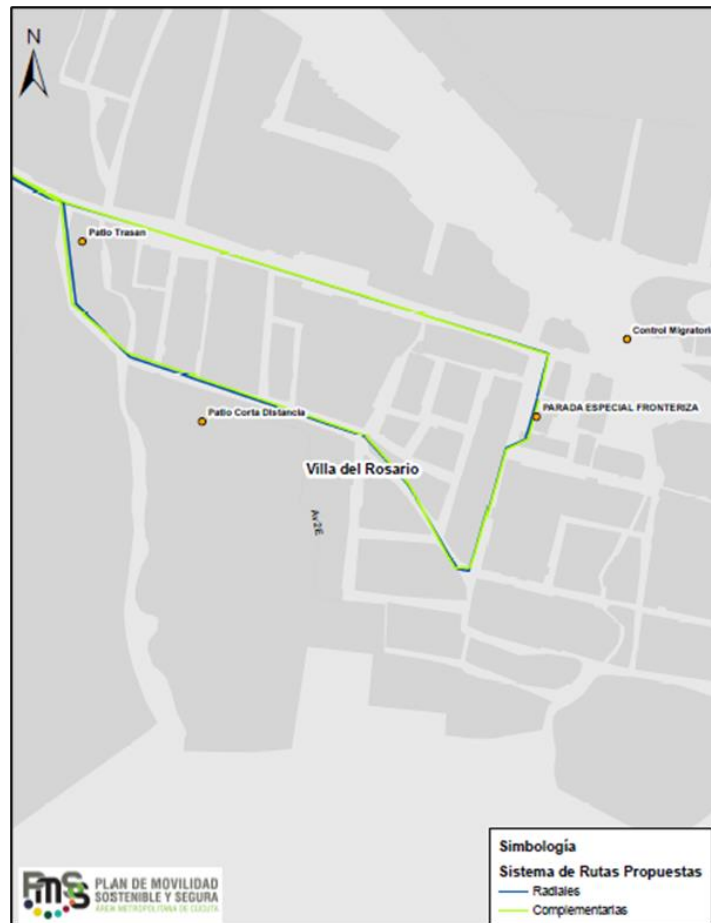 N
Patio Trasan
Control Migratori
PARADA ESPECIAL FRONTERIZA
Patio Corta Distancia
Villa del Rosario
Av 2E
Simbología
Sistema de Rutas Propuestas
Radiales
Complementarias
PMSS
PLAN DE MOVILIDAD
SOSTENIBLE Y SEGURA
ÁREA METROPOLITANA DE CÚCUTA